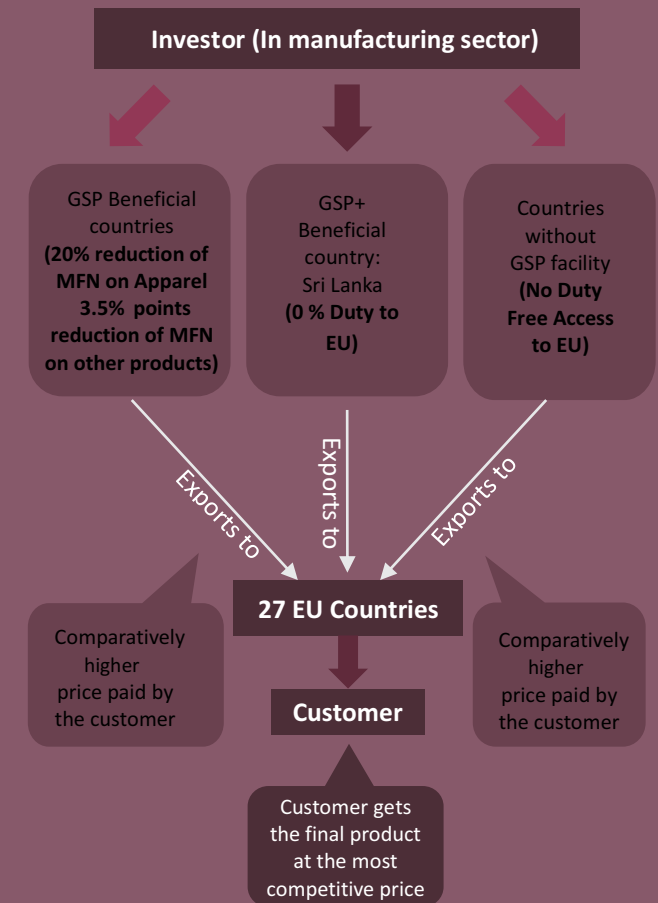 Investor (In manufacturing sector)
GSP Beneficial
countries
(20% reduction of
MFN on Apparel
3.5% points
reduction of MFN
on other products)
GSP+
Beneficial
country:
Sri Lanka
(0 % Duty to
EU)
Countries
without
GSP facility
(No Duty
Free Access
to EU)
Exports to
Exports to
Exports to
27 EU Countries
Comparatively
higher
price paid by
the customer
Comparatively
higher
price paid by
the customer
Customer
Customer gets
the final product
at the most
competitive price